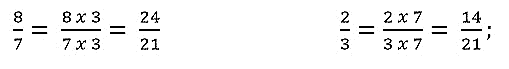 8/7 = (8 x 3)/(7 x 3) = 24/21    2/3 = (2 x 7)/(3 x 7) = 14/21;